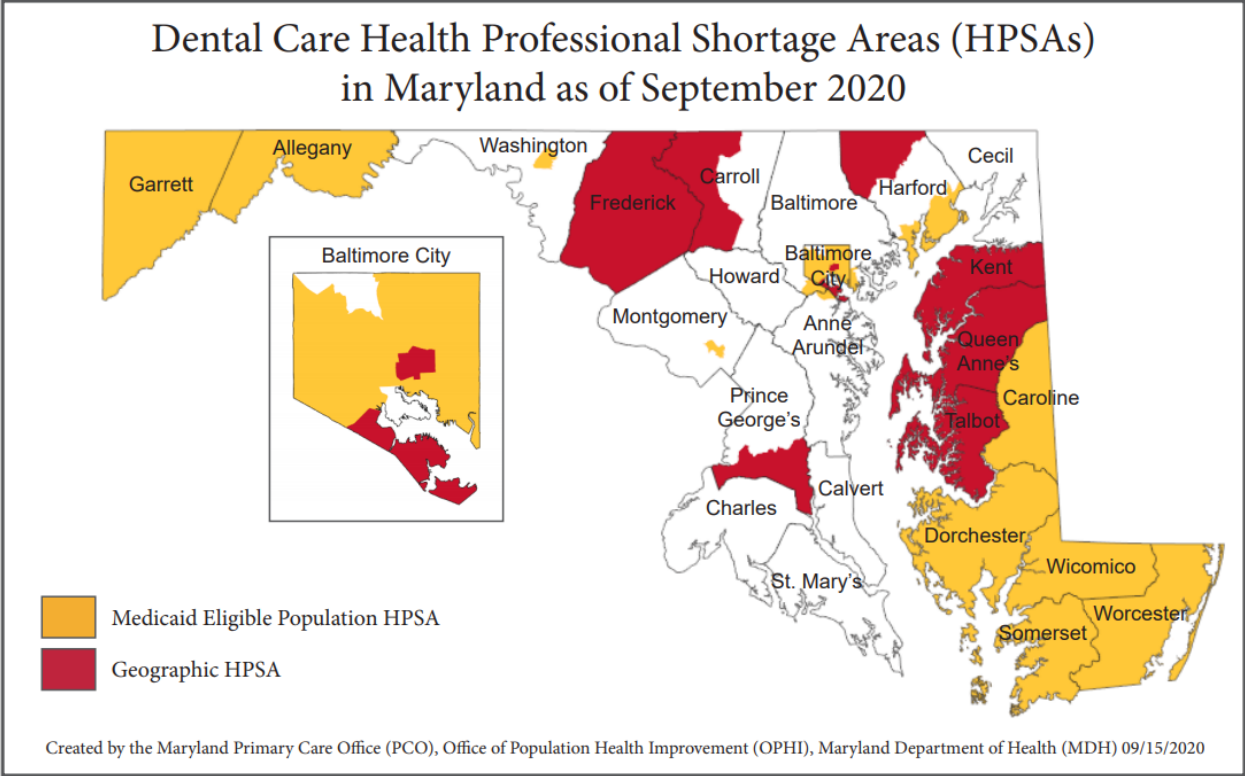 Dental Care Health Professional Shortage Areas (HPSAs)
in Maryland as of September 2020
Garrett
Allegany
Washington
Frederick
Carroll
Baltimore
Harford
Cecil
Baltimore
City
Howard
Montgomery
Anne
Arundel
Prince
George's
Kent
Queen
Anne's
Caroline
Talbot
Calvert
Charles
St. Mary's
Dorchester
Wicomico
Worcester
Somerset
Baltimore City
Medicaid Eligible Population HPSA
Geographic HPSA
Created by the Maryland Primary Care Office (PCO), Office of Population Health Improvement (OPHI), Maryland Department of Health (MDH) 09/15/2020